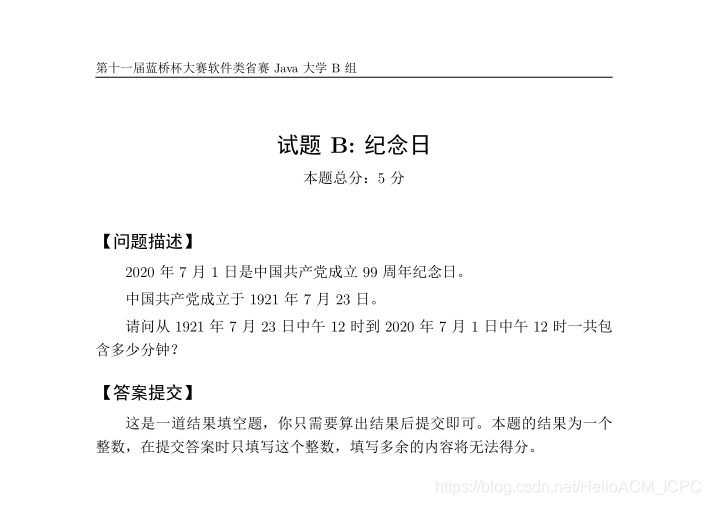 第十一届蓝桥杯大赛软件类省赛 Java 大学 B 组
试题 B: 纪念日
本题总分：5 分
【问题描述】
2020 年 7 月 1 日是中国共产党成立 99 周年纪念日。
中国共产党成立于 1921 年 7 月 23 日。
请问从 1921 年 7 月 23 日中午 12 时到 2020 年 7 月 1 日中午 12 时一共包
含多少分钟？
【答案提交】
这是一道结果填空题，你只需要算出结果后提交即可。本题的结果为一个
整数，在提交答案时只填写这个整数，填写多余的内容将无法得分。
https://blog.csdn.net/HelloACM_ICPC